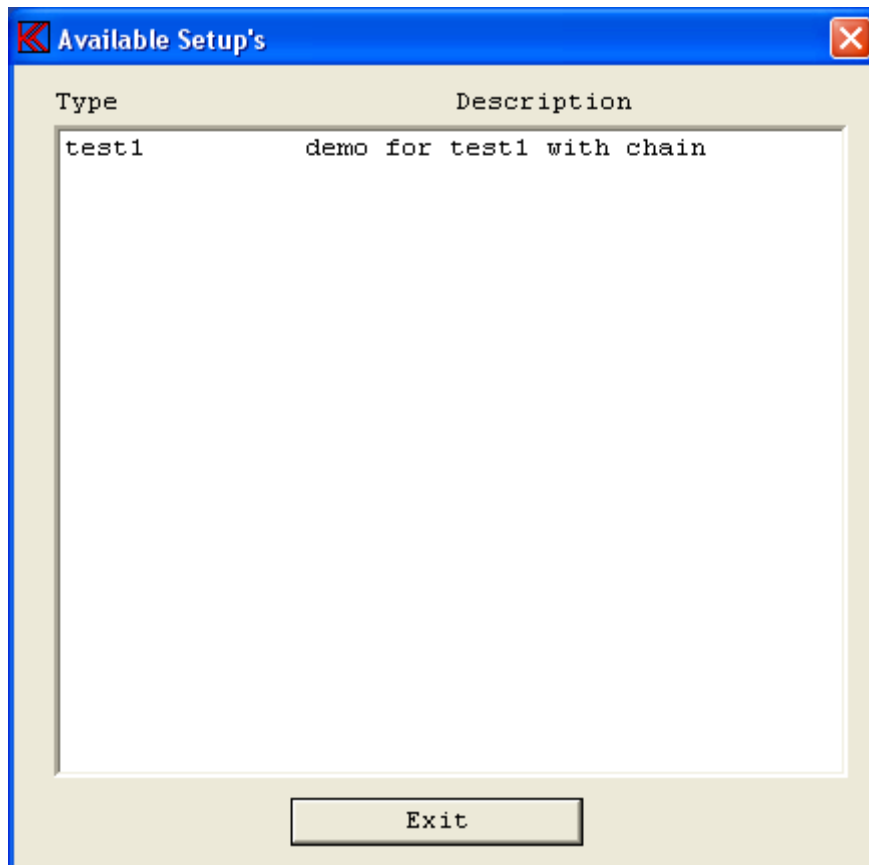 Available Setup's
Type Description
test1 demo for test1 with chain
Exit